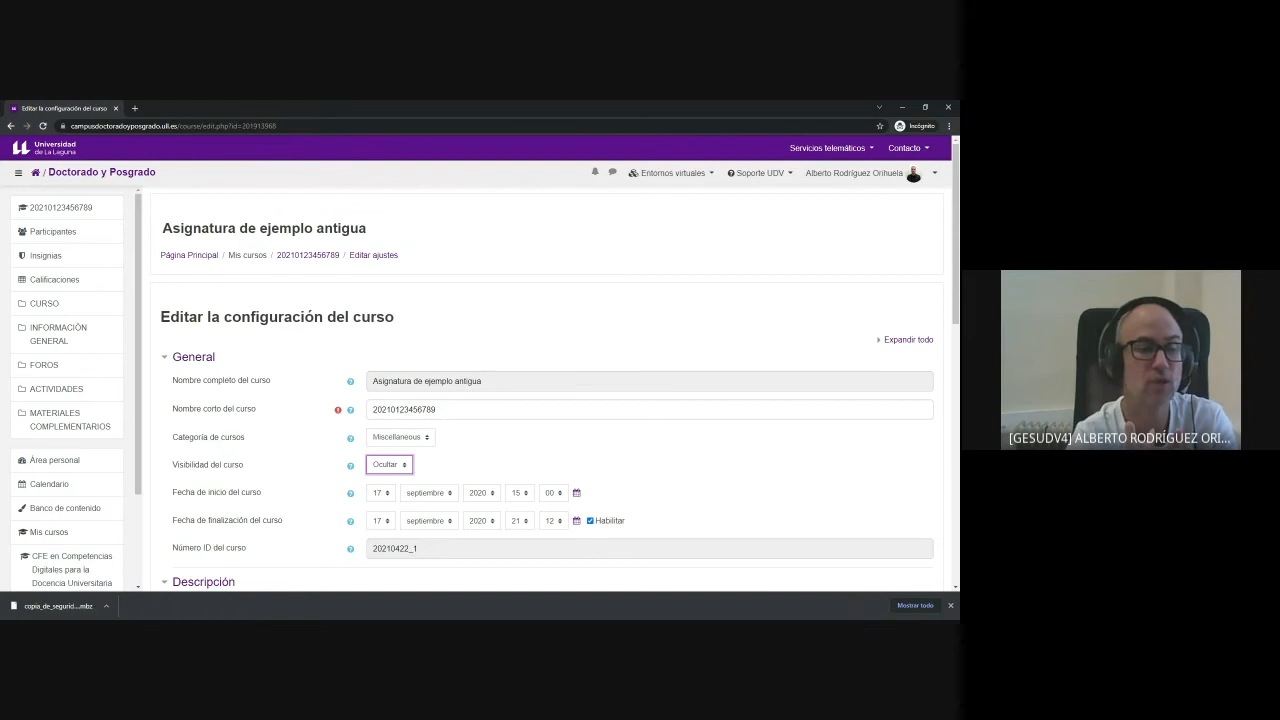 Editar la configuración del curso
campusdoctoradoyposgrado.ull.es/course/edit.php?id=201913968
Incógnito
Universidad
de La Laguna
Servicios telemáticos
Contacto
/ Doctorado y Posgrado
Entornos virtuales
Soporte UDV
Alberto Rodríguez Orihuela
20210123456789
Participantes
Insignias
Calificaciones
CURSO
INFORMACIÓN
GENERAL
FOROS
ACTIVIDADES
MATERIALES
COMPLEMENTARIOS
Área personal
Calendario
Banco de contenido
Mis cursos
CFE en Competencias
Digitales para la
Docencia Universitaria
Asignatura de ejemplo antigua
Página Principal / Mis cursos / 20210123456789 / Editar ajustes
Editar la configuración del curso
Expandir todo
General
Nombre completo del curso
Asignatura de ejemplo antigua
Nombre corto del curso
20210123456789
Categoría de cursos
Miscellaneous
Visibilidad del curso
Ocultar
Fecha de inicio del curso
17 septiembre 2020 15 00
Fecha de finalización del curso
17 septiembre 2020 21 12 Habilitar
Número ID del curso
20210422_1
Descripción
copia_de_segurid....mbz
Mostrar todo
[GESUDV4] ALBERTO RODRÍGUEZ ORI...